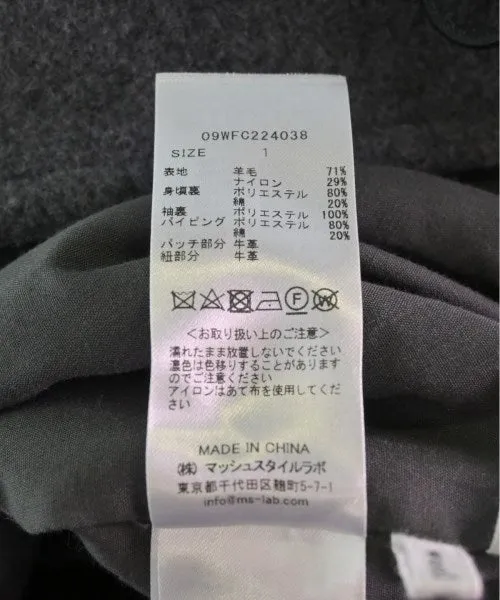 09WFC224038
SIZE 1
表地 羊毛 71%
ナイロン 29%
身頃裏 ポリエステル 80%
綿 20%
袖裏 ポリエステル 100%
パイピング ポリエステル 80%
綿 20%
パッチ部分 牛革
紐部分 牛革
F W
<お取り扱い上のご注意>
濡れたまま放置しないでください
濃色は色移りすることがあります
のでご注意ください
アイロンはあて布を使用してくだ
さい
MADE IN CHINA
(株) マッシュスタイルラボ
東京都千代田区麹町5-7-1
info@ms-lab.com